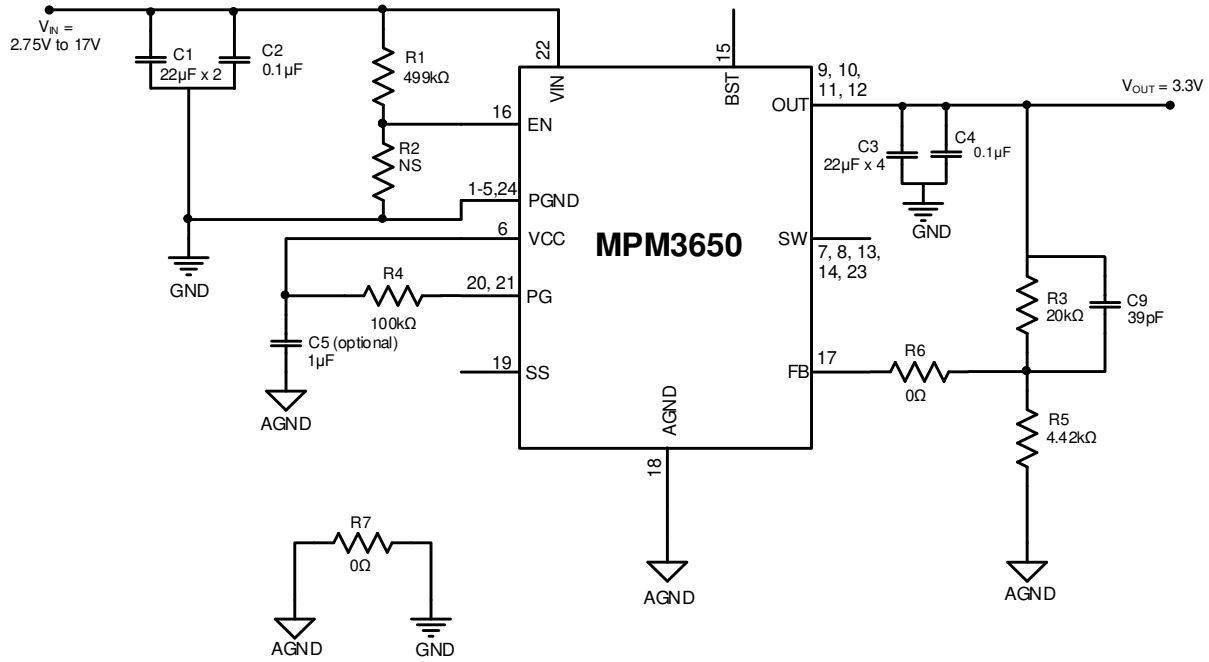 V_IN =
2.75V to 17V
C1
22µF x 2
C2
0.1µF
R1
499kΩ
R2
NS
22
VIN
15
BST
16
EN
1-5,24
PGND
6
VCC
20, 21
PG
19
SS
MPM3650
9, 10,
11, 12
OUT
SW
7, 8, 13,
14, 23
17
FB
AGND
18
V_OUT = 3.3V
C3
22µF x 4
C4
0.1µF
GND
R3
20kΩ
C9
39pF
R6
0Ω
R5
4.42kΩ
GND
R4
100kΩ
C5 (optional)
1µF
AGND
R7
0Ω
AGND
GND
AGND
AGND